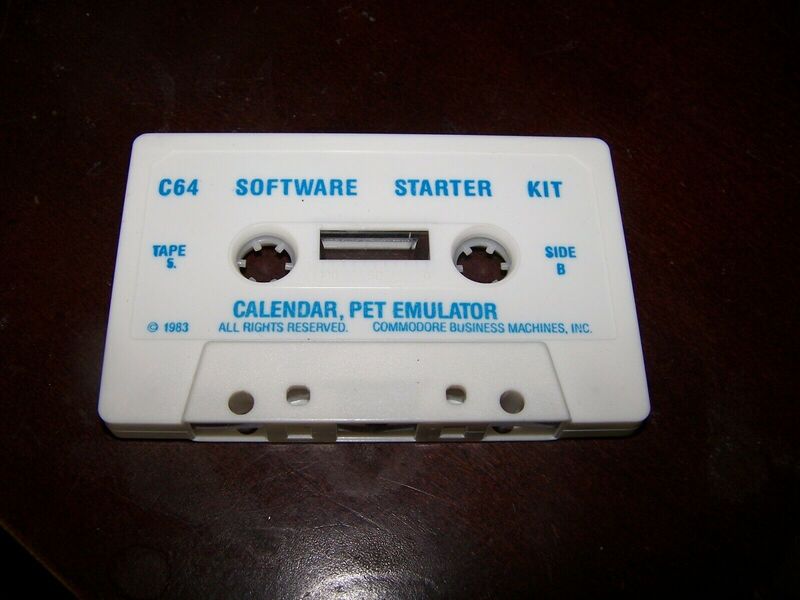 C64 SOFTWARE STARTER KIT
TAPE
5.
SIDE
B
CALENDAR, PET EMULATOR
© 1983 ALL RIGHTS RESERVED. COMMODORE BUSINESS MACHINES, INC.